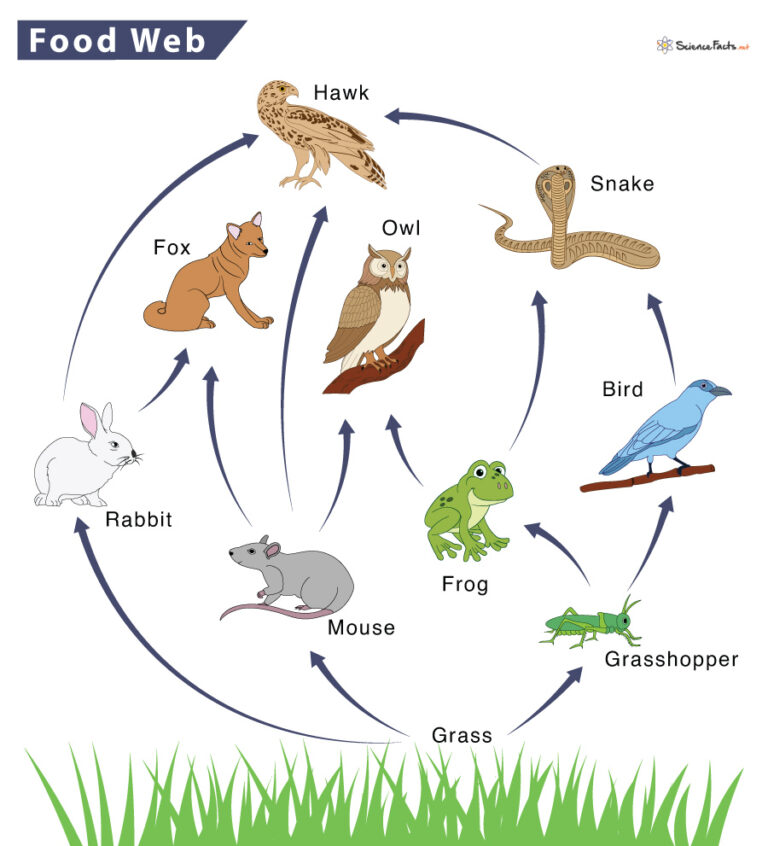 Food Web
ScienceFacts.net
Hawk
Snake
Fox
Owl
Bird
Rabbit
Frog
Mouse
Grasshopper
Grass